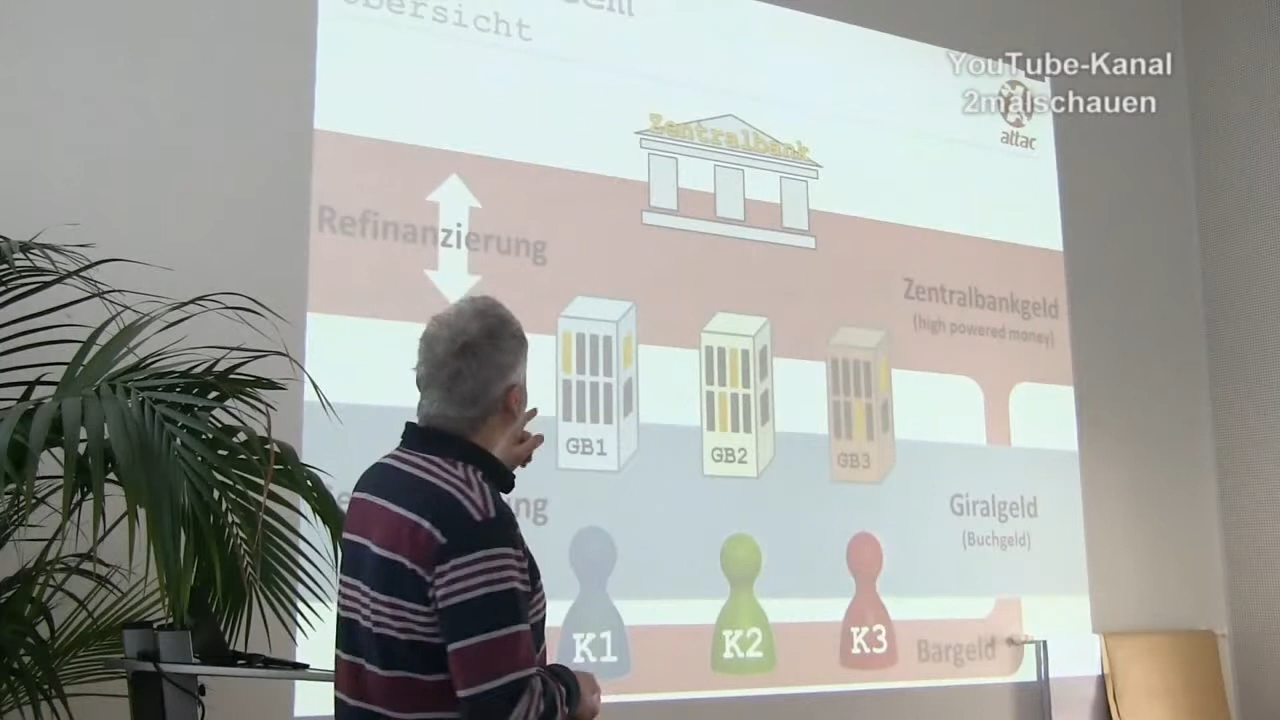 übersicht
YouTube-Kanal
2malschauen
attac
Zentralbank
Refinanzierung
Zentralbankgeld
(high powered money)
GB1
GB2
GB3
Giralgeld
(Buchgeld)
K1
K2
K3
Bargeld